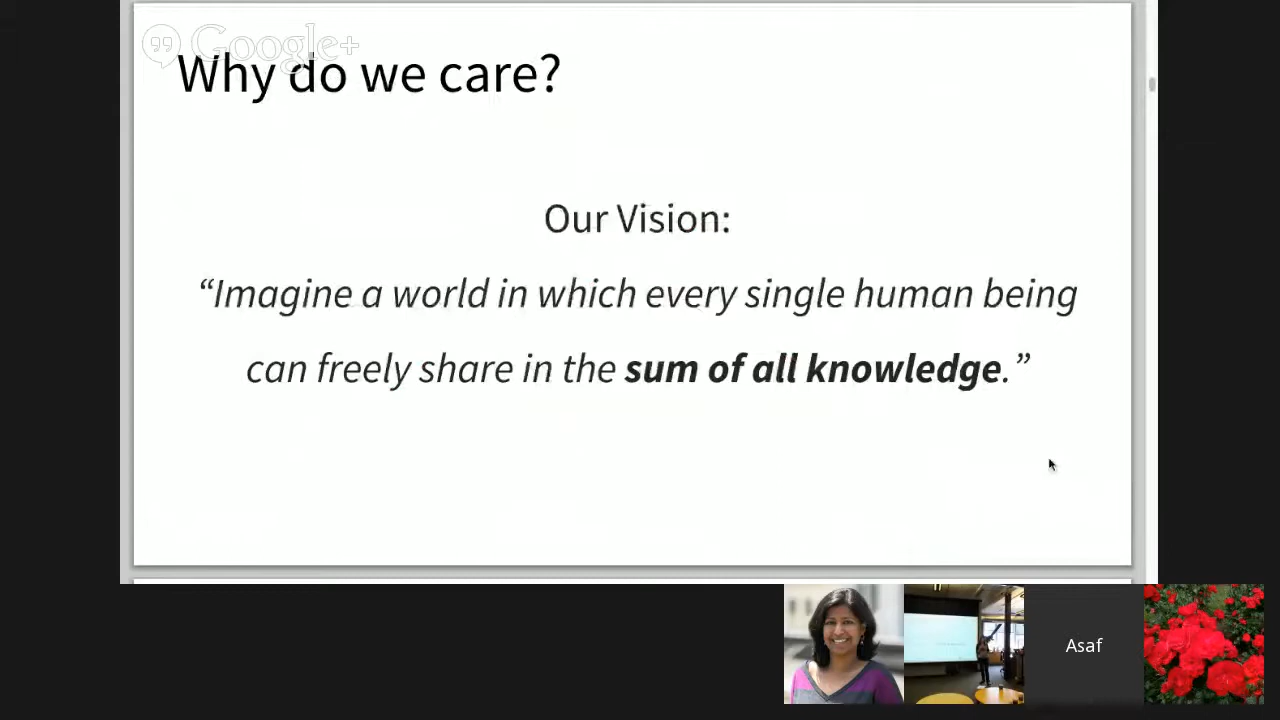 Google+
Why do we care?
Our Vision:
“Imagine a world in which every single human being
can freely share in the sum of all knowledge.”
Asaf